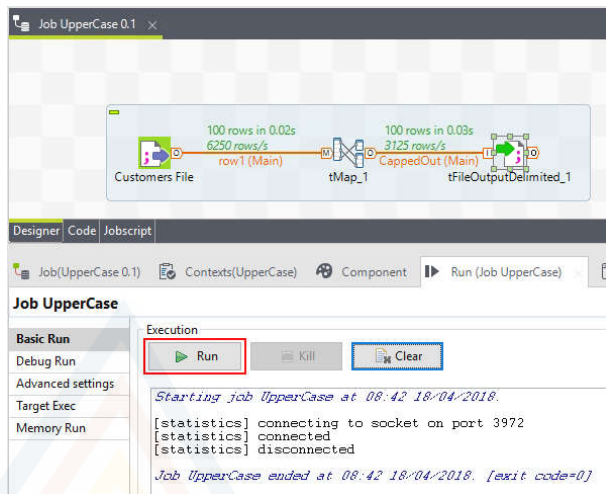 Job UpperCase 0.1
100 rows in 0.02s
6250 rows/s
row1 (Main)
100 rows in 0.03s
3125 rows/s
CappedOut (Main)
Customers File
tMap_1
tFileOutputDelimited_1
Designer Code Jobscript
Job(UpperCase 0.1) Contexts(UpperCase) Component Run (Job UpperCase)
Job UpperCase
Basic Run
Debug Run
Advanced settings
Target Exec
Memory Run
Execution
Run Kill Clear
Starting job UpperCase at 08:42 18/04/2018.
[statistics] connecting to socket on port 3972
[statistics] connected
[statistics] disconnected
Job UpperCase ended at 08:42 18/04/2018. [exit code=0]